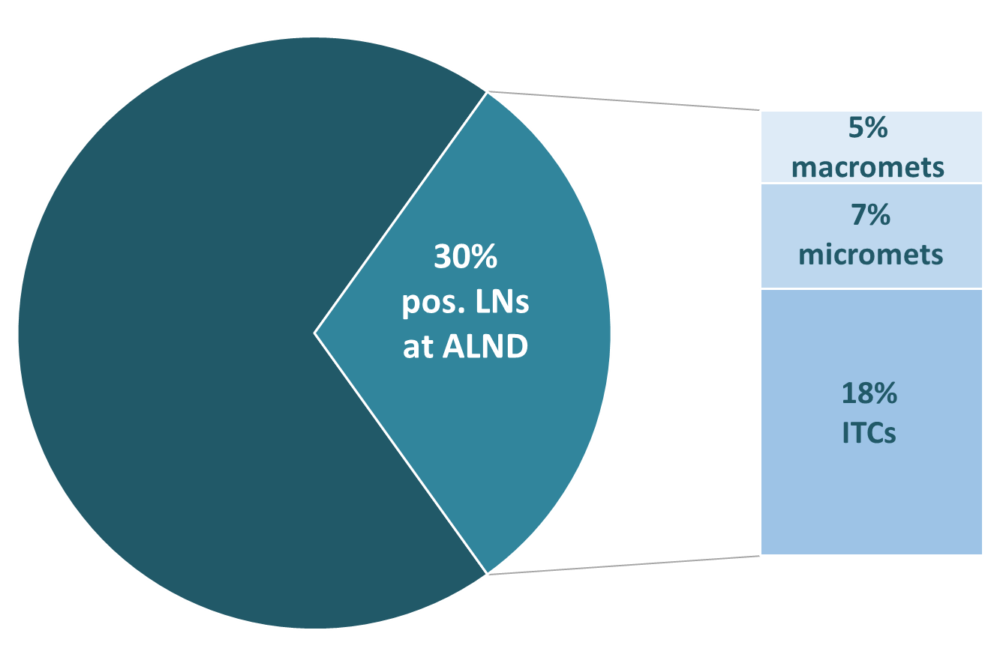 30%
pos. LNs
at ALND
5%
macromets
7%
micromets
18%
ITCs